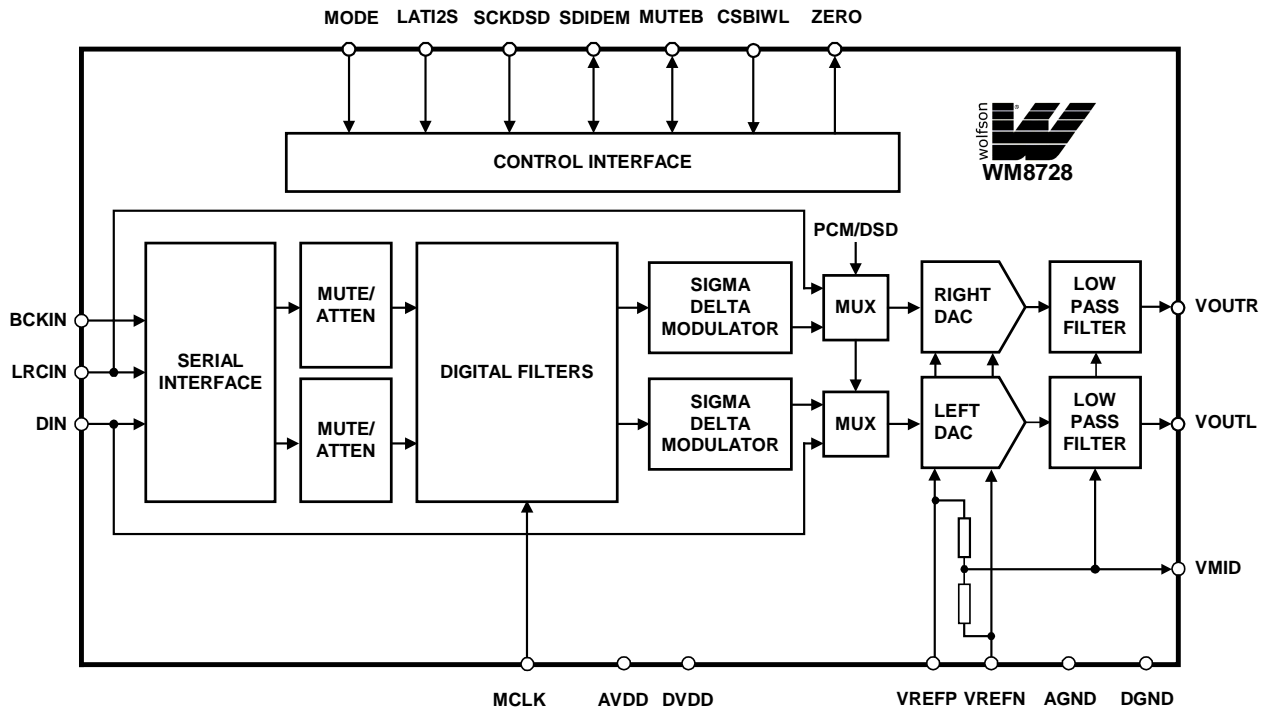 MODE LATI2S SCKDSD SDIDEM MUTEB CSBIWL ZERO
CONTROL INTERFACE
wolfson®
WM8728
PCM/DSD
BCKIN
LRCIN
DIN
SERIAL
INTERFACE
MUTE/
ATTEN
MUTE/
ATTEN
DIGITAL FILTERS
SIGMA
DELTA
MODULATOR
SIGMA
DELTA
MODULATOR
MUX
MUX
RIGHT
DAC
LEFT
DAC
LOW
PASS
FILTER
LOW
PASS
FILTER
VOUTR
VOUTL
VMID
MCLK AVDD DVDD VREFP VREFN AGND DGND